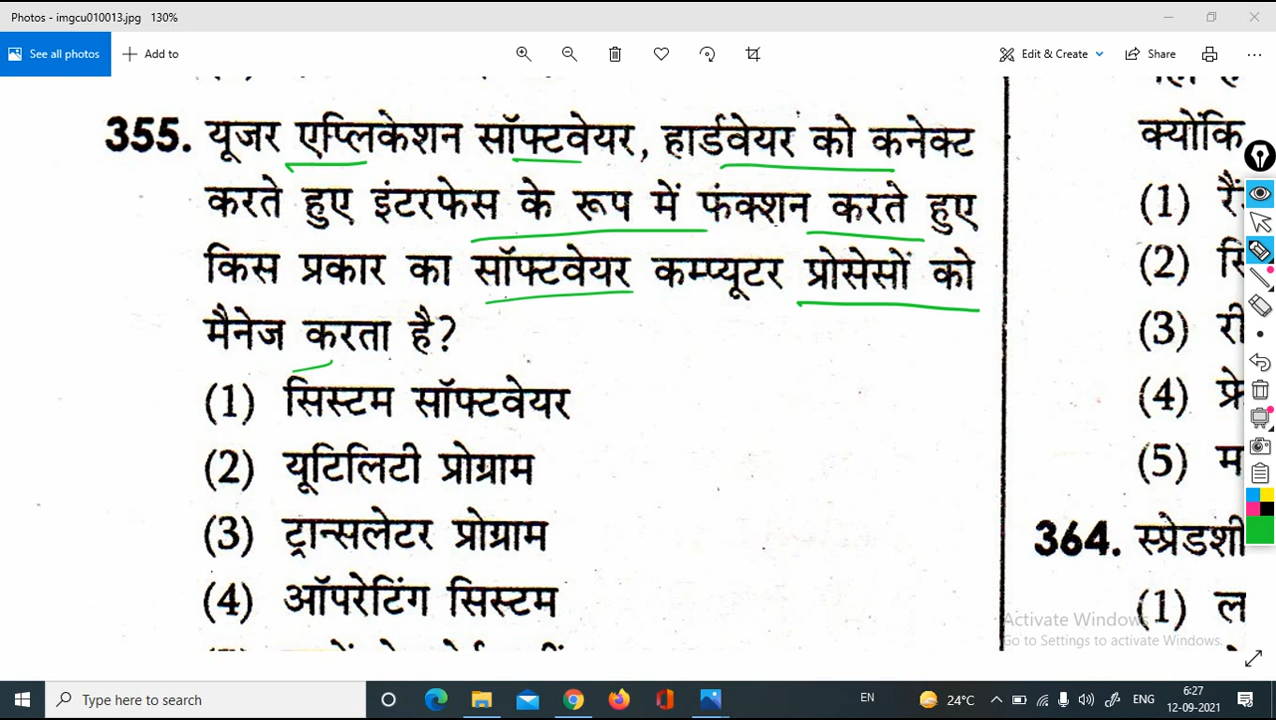 Photos - imgcu010013.jpg 130%
See all photos
Add to
Edit & Create
Share
355. यूजर एप्लिकेशन सॉफ्टवेयर, हार्डवेयर को कनेक्ट
करते हुए इंटरफेस के रूप में फंक्शन करते हुए
किस प्रकार का सॉफ्टवेयर कम्प्यूटर प्रोसेसों को
मैनेज करता है?
(1) सिस्टम सॉफ्टवेयर
(2) यूटिलिटी प्रोग्राम
(3) ट्रान्सलेटर प्रोग्राम
(4) ऑपरेटिंग सिस्टम
क्योंकि
(1)
(2)
(3)
(4)
(5)
364. स्प्रेडशी
(1)
Activate Windows
Go to Settings to activate Windows.
Type here to search
EN
24°C
ENG
6:27
12-09-2021